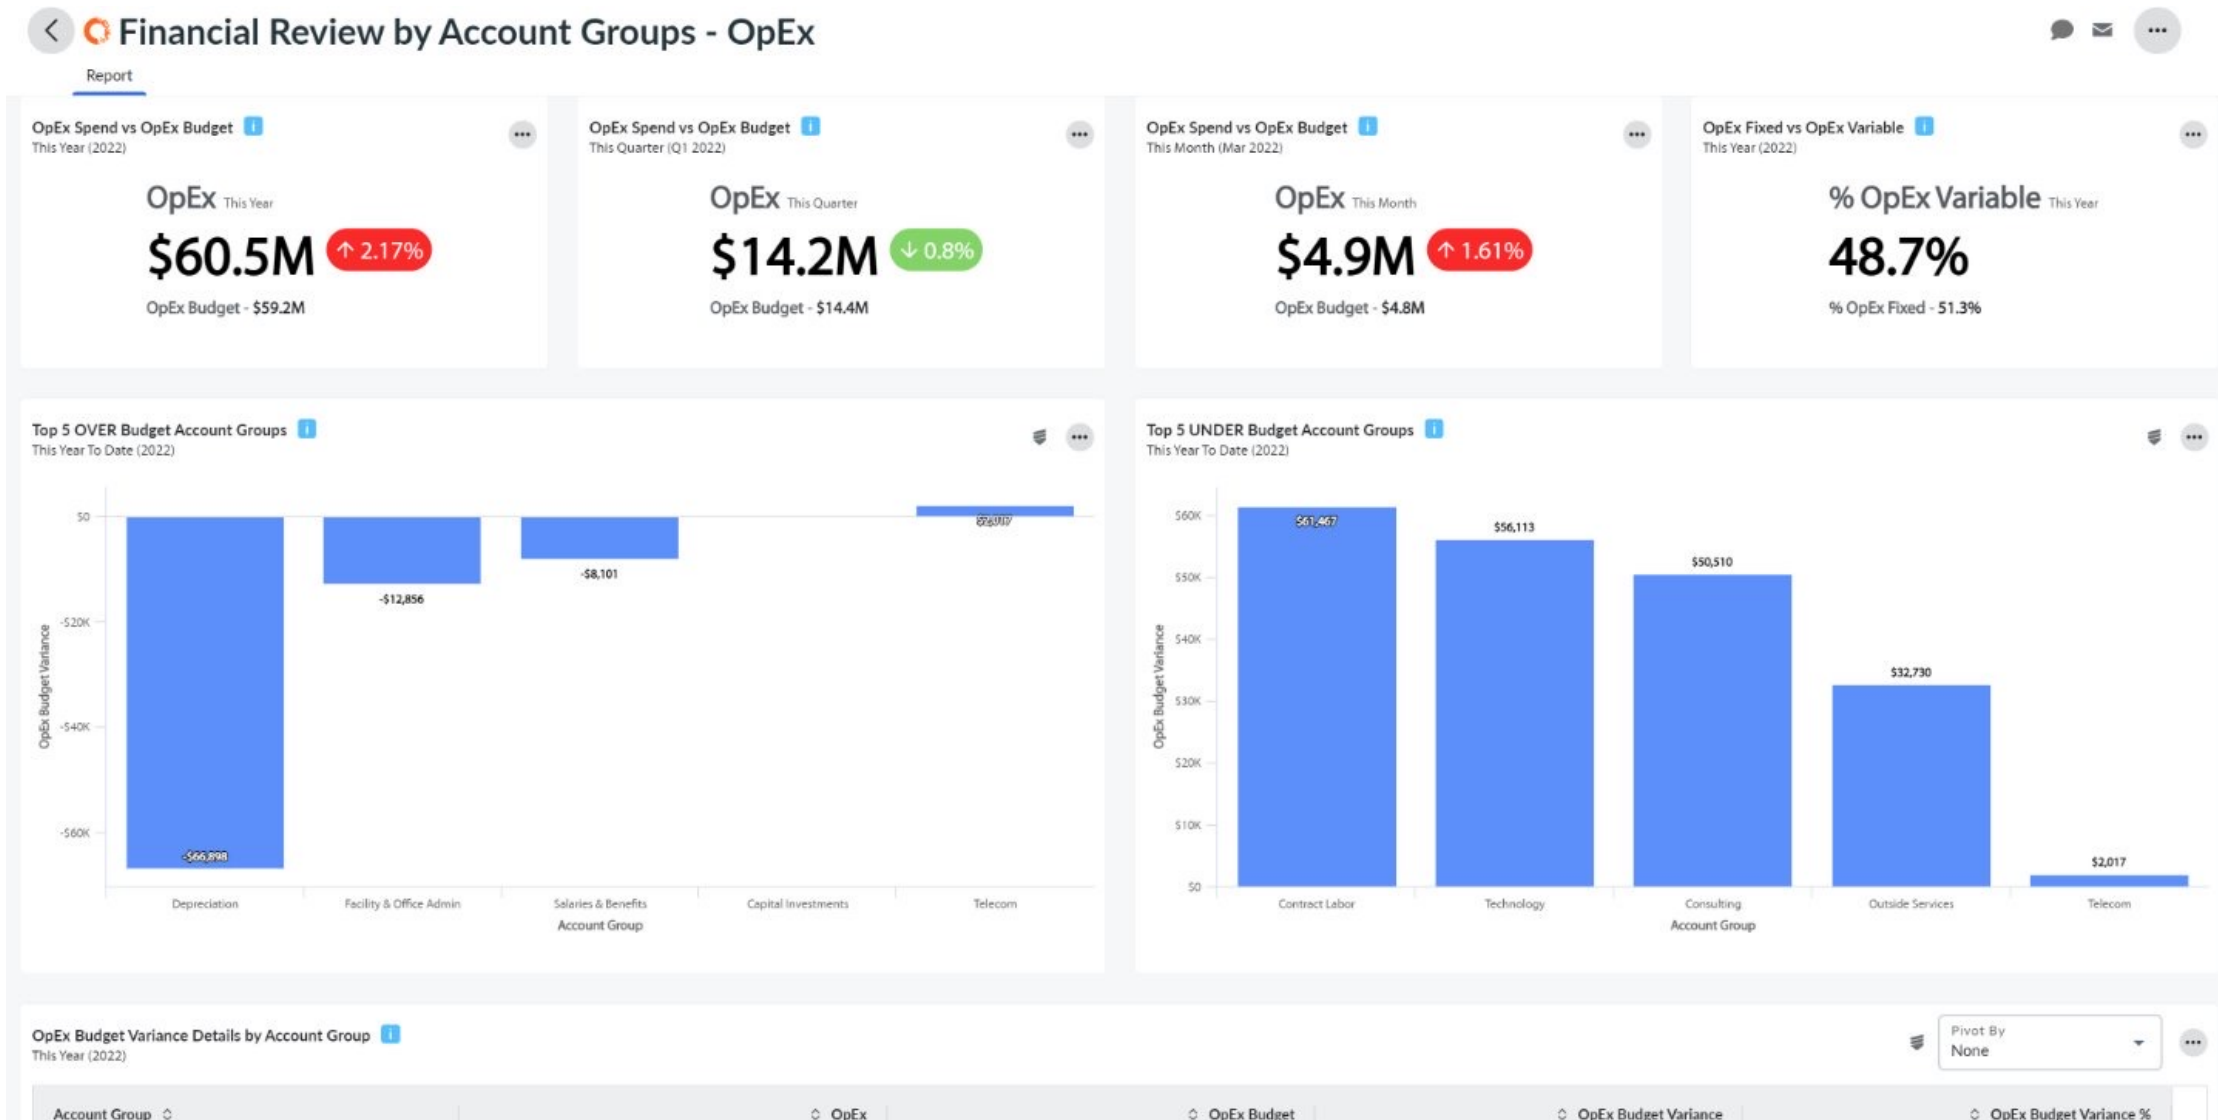 Financial Review by Account Groups - OpEx
Report
OpEx Spend vs OpEx Budget
This Year (2022)
OpEx This Year
$60.5M ↑ 2.17%
OpEx Budget - $59.2M
OpEx Spend vs OpEx Budget
This Quarter (Q1 2022)
OpEx This Quarter
$14.2M ↓ 0.8%
OpEx Budget - $14.4M
OpEx Spend vs OpEx Budget
This Month (Mar 2022)
OpEx This Month
$4.9M ↑ 1.61%
OpEx Budget - $4.8M
OpEx Fixed vs OpEx Variable
This Year (2022)
% OpEx Variable This Year
48.7%
% OpEx Fixed - 51.3%
Top 5 OVER Budget Account Groups
This Year To Date (2022)
OpEx Budget Variance
$0
-$20K
-$40K
-$60K
-$66,898
-$12,856
-$8,101
$2,017
Depreciation
Facility & Office Admin
Salaries & Benefits
Capital Investments
Telecom
Account Group
Top 5 UNDER Budget Account Groups
This Year To Date (2022)
OpEx Budget Variance
$60K
$50K
$40K
$30K
$20K
$10K
$0
$61,467
$56,113
$50,510
$32,730
$2,017
Contract Labor
Technology
Consulting
Outside Services
Telecom
Account Group
OpEx Budget Variance Details by Account Group
This Year (2022)
Pivot By
None
Account Group
OpEx
OpEx Budget
OpEx Budget Variance
OpEx Budget Variance %